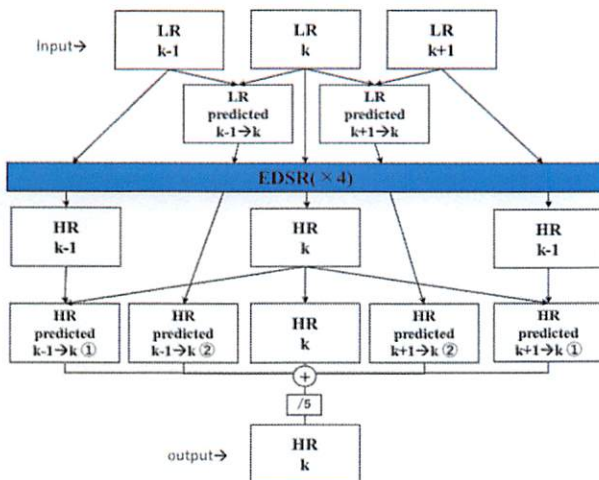 Input→
LR
k-1
LR
k
LR
k+1
LR
predicted
k-1→k
LR
predicted
k+1→k
EDSR(×4)
HR
k-1
HR
k
HR
k-1
HR
predicted
k-1→k ①
HR
predicted
k-1→k ②
HR
k
HR
predicted
k+1→k ②
HR
predicted
k+1→k ①
+
/5
output→
HR
k